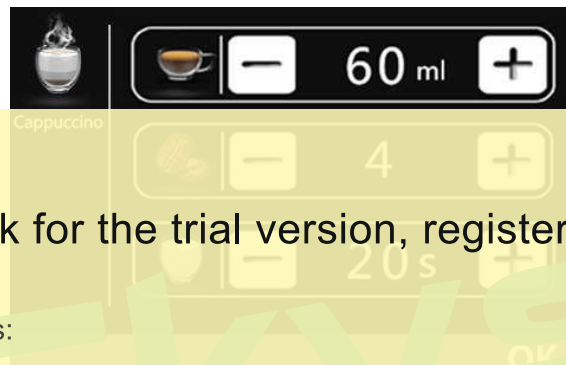 60 ml
Cappuccino
4
k for the trial version, register
20s
s:
OK